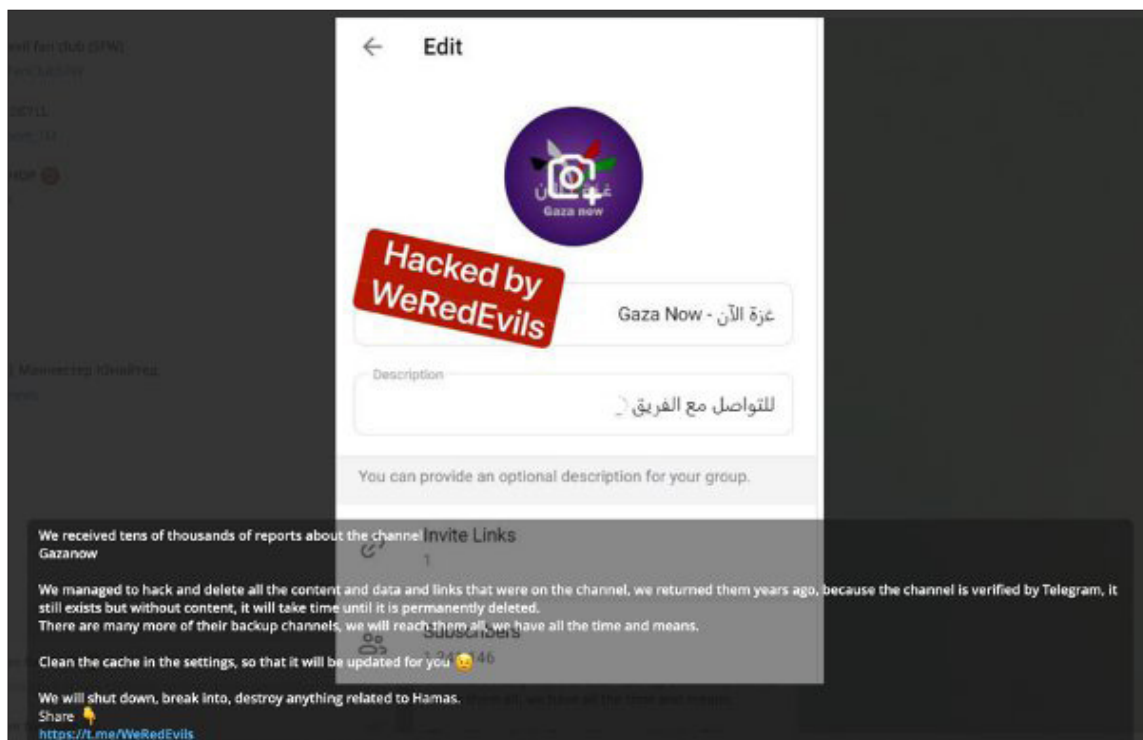 fan club (SFW)
Edit
Gaza now
Hacked by
WeRedEvils
غزة الآن - Gaza Now
Description
للتواصل مع الفريق
You can provide an optional description for your group.
| Манчестер Юнайтед
Invite Links
1
Subscribers
146
We received tens of thousands of reports about the channel
Gazanow
We managed to hack and delete all the content and data and links that were on the channel, we returned them years ago, because the channel is verified by Telegram, it
still exists but without content, it will take time until it is permanently deleted.
There are many more of their backup channels, we will reach them all, we have all the time and means.
Clean the cache in the settings, so that it will be updated for you 😉
We will shut down, break into, destroy anything related to Hamas.
Share 👇
https://t.me/WeRedEvils